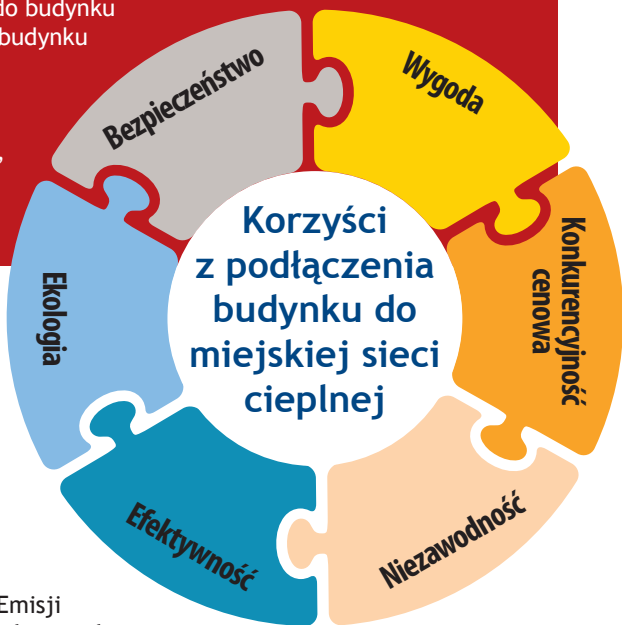 do budynku
budynku
,
Bezpieczeństwo
Wygoda
Konkurencyjność
cenowa
Niezawodność
Efektywność
Ekologia
Korzyści
z podłączenia
budynku do
miejskiej sieci
cieplnej
Emisji